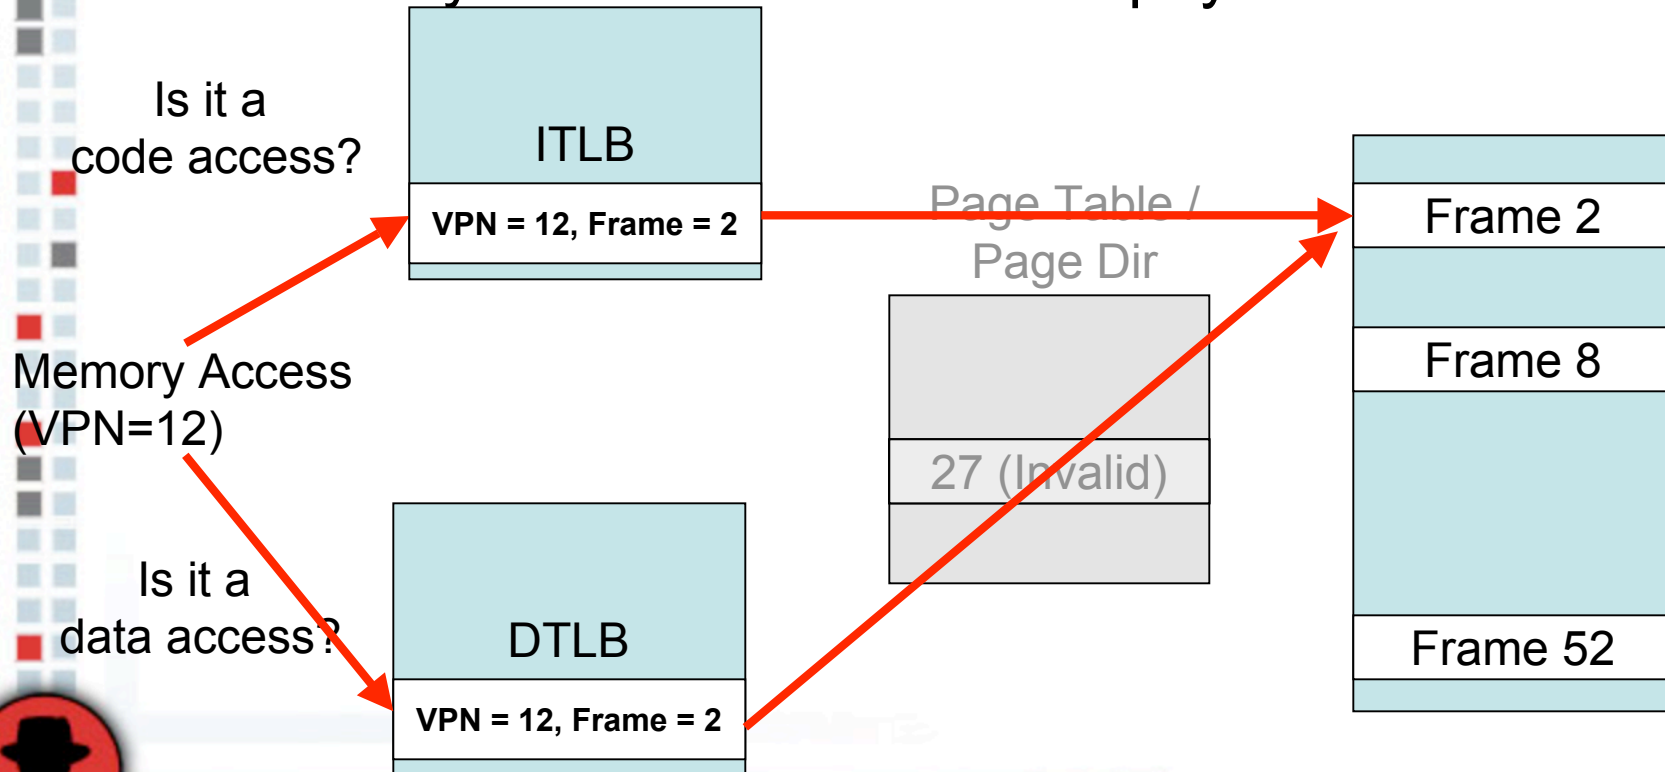 Is it a
code access?
ITLB
VPN = 12, Frame = 2
Page Table /
Page Dir
Frame 2
Frame 8
Memory Access
(VPN=12)
27 (Invalid)
Is it a
data access?
DTLB
VPN = 12, Frame = 2
Frame 52